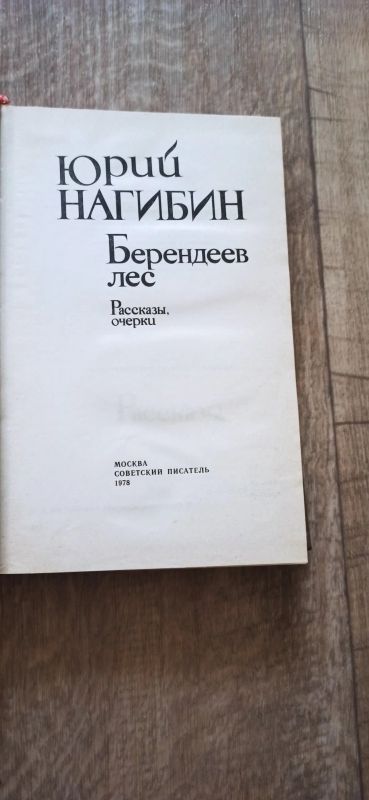 Юрий
НАГИБИН
Берендеев
лес
Рассказы,
очерки
МОСКВА
СОВЕТСКИЙ ПИСАТЕЛЬ
1978